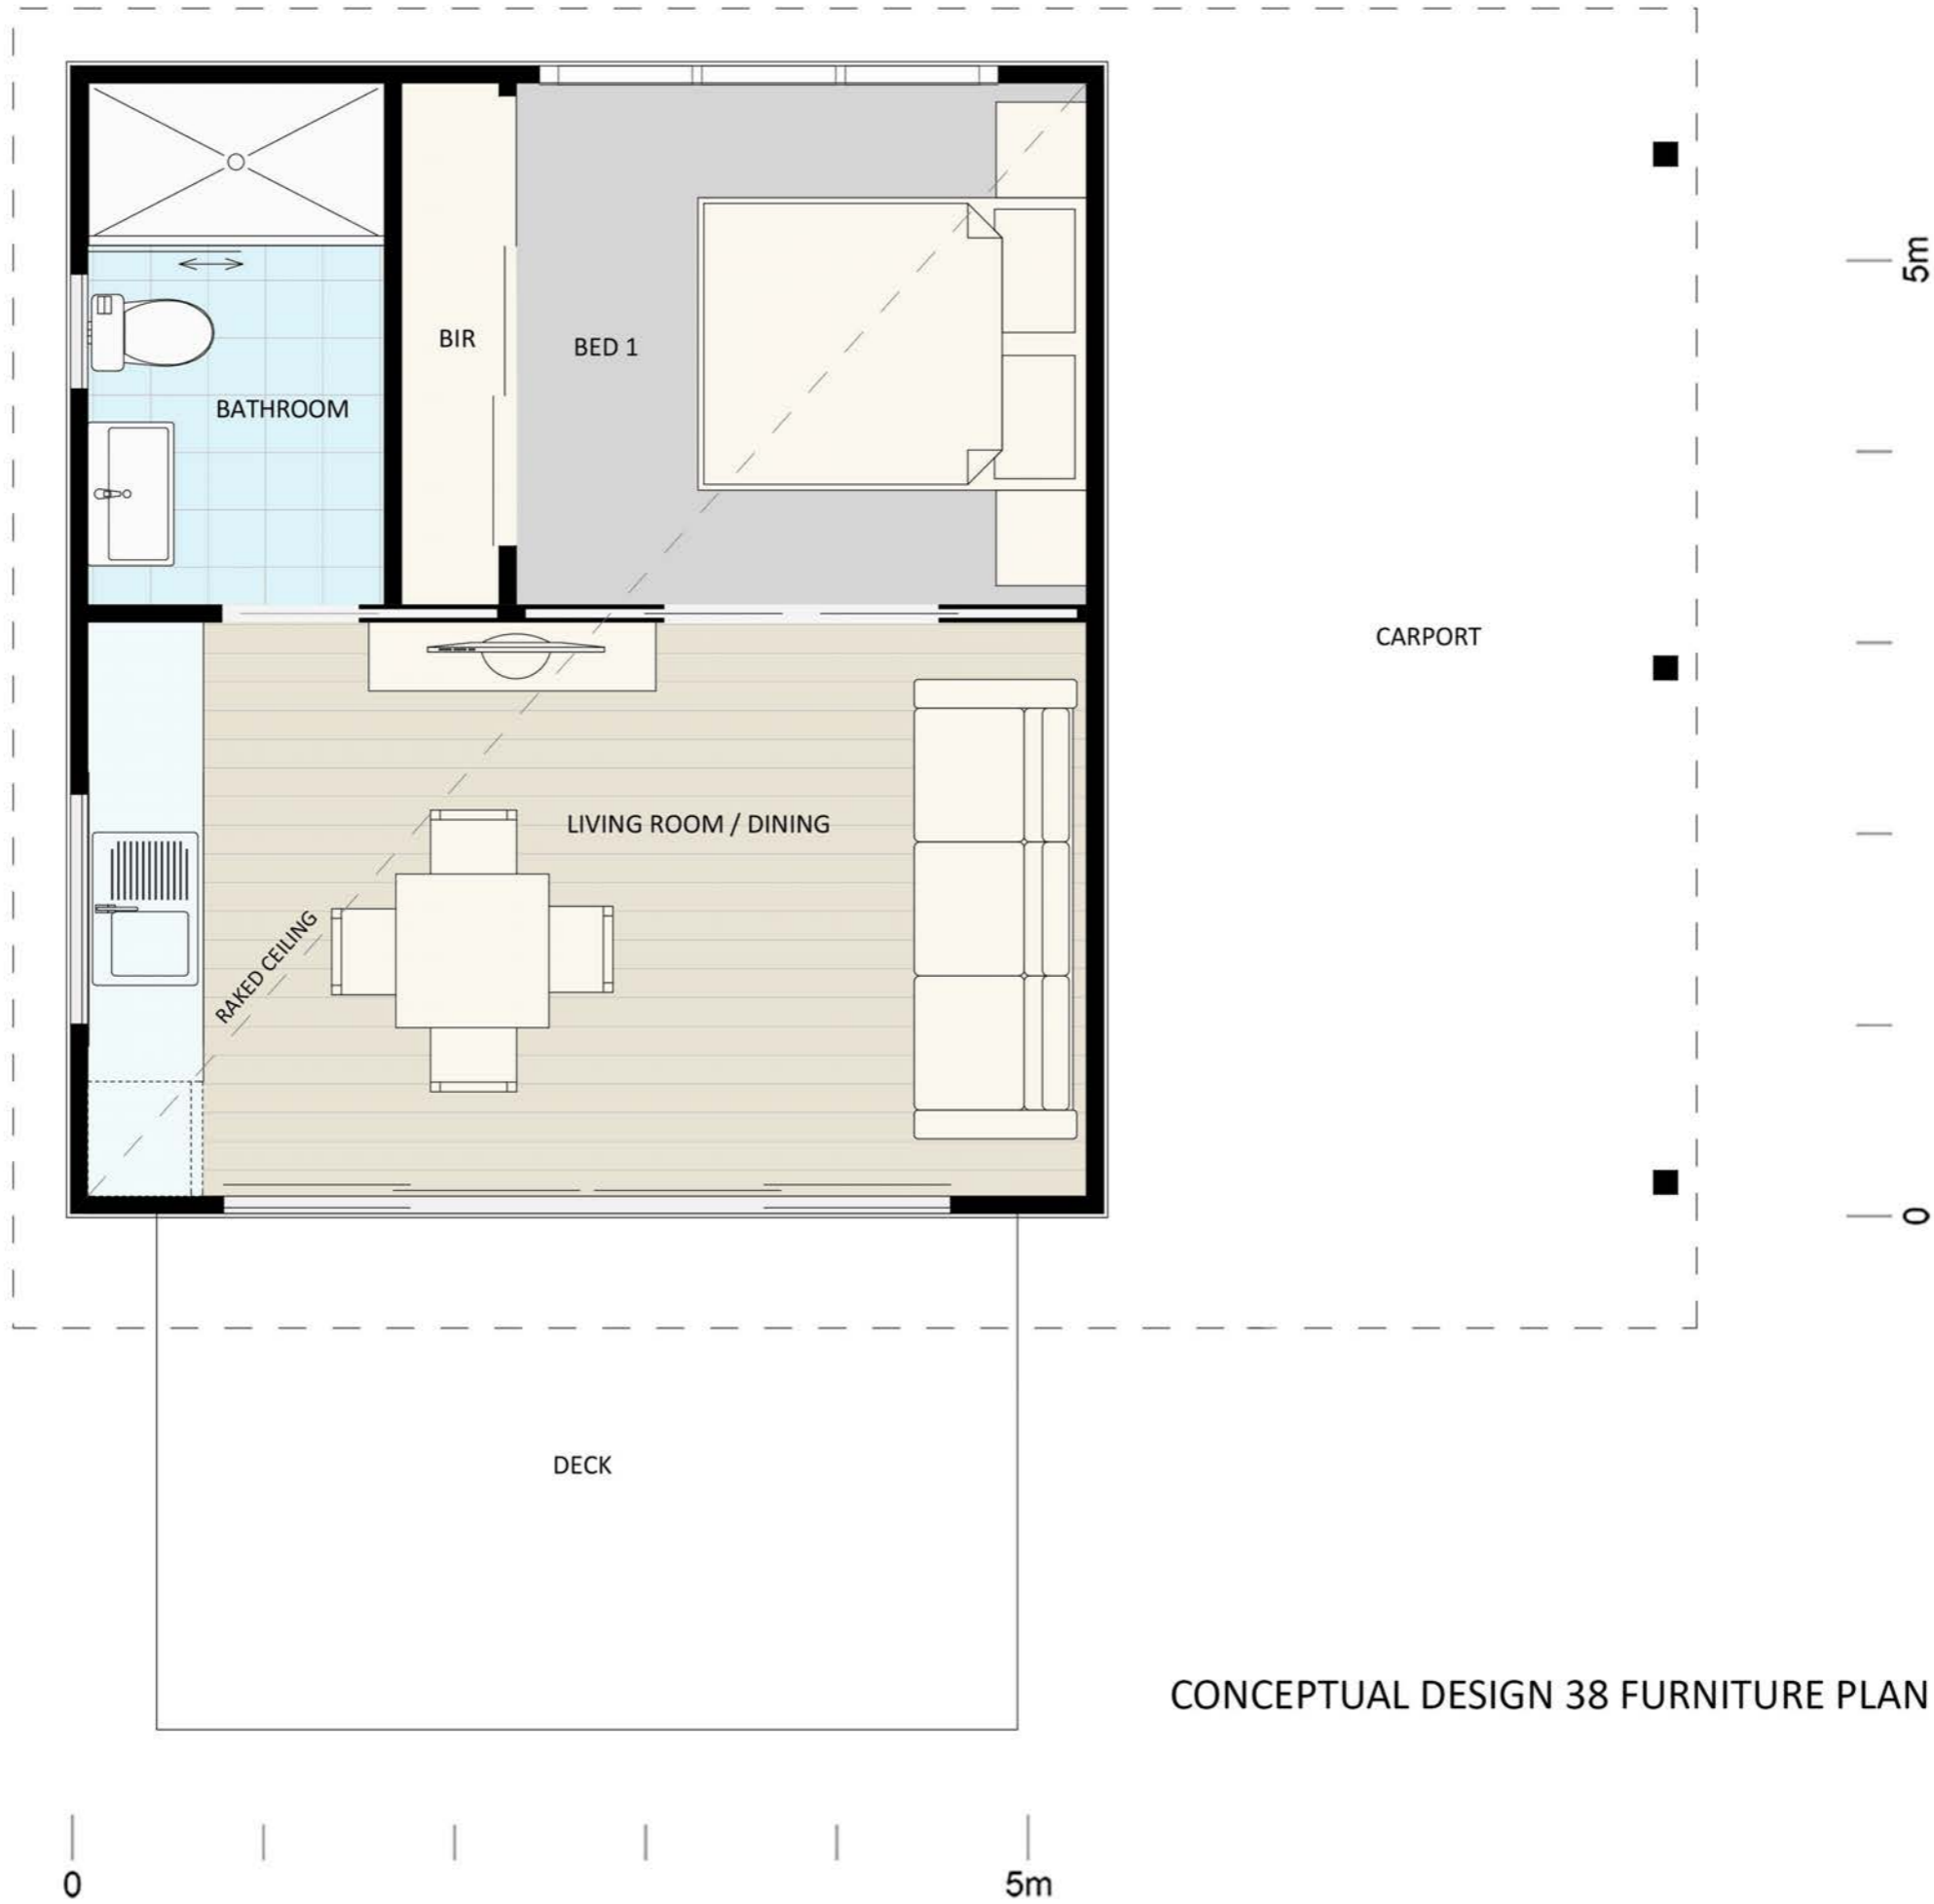 5m
BIR
BED 1
BATHROOM
CARPORT
LIVING ROOM / DINING
RAKED CEILING
0
DECK
CONCEPTUAL DESIGN 38 FURNITURE PLAN
0
5m